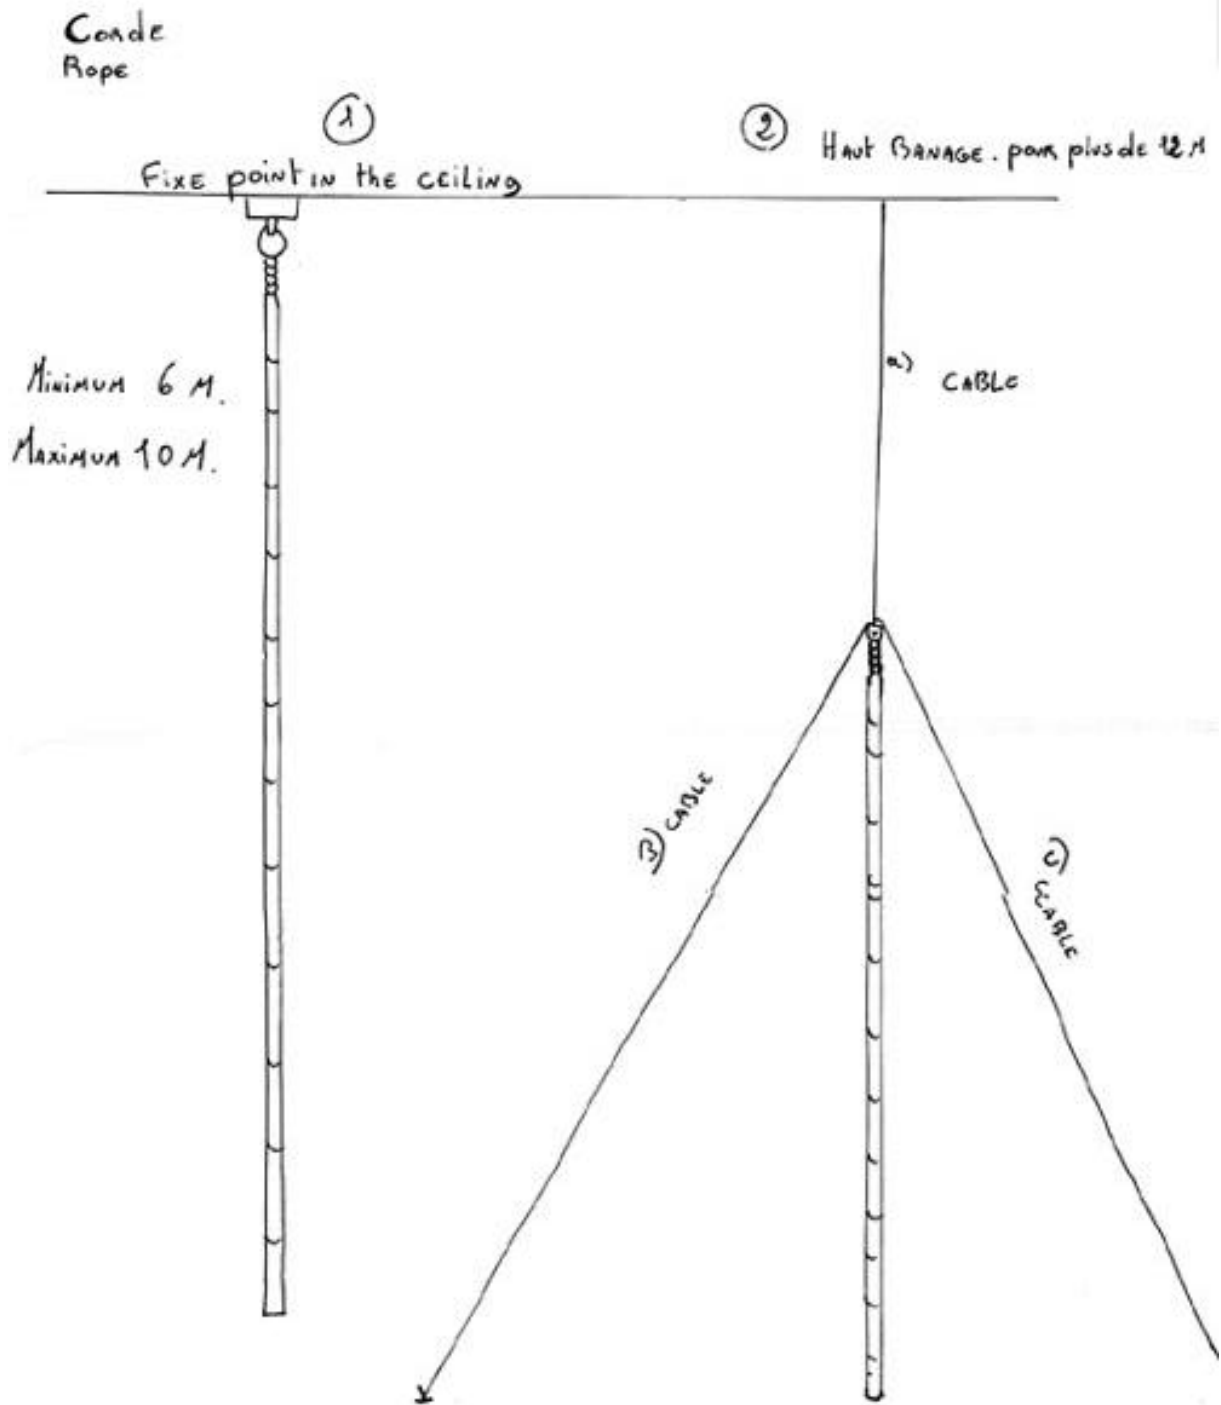 Corde
Rope
1
Fixe point in the ceiling
Minimum 6 M.
Maximum 10 M.
2
Haut Banage. pour plus de 12 M
a) Cable
B) Cable
c) Cable